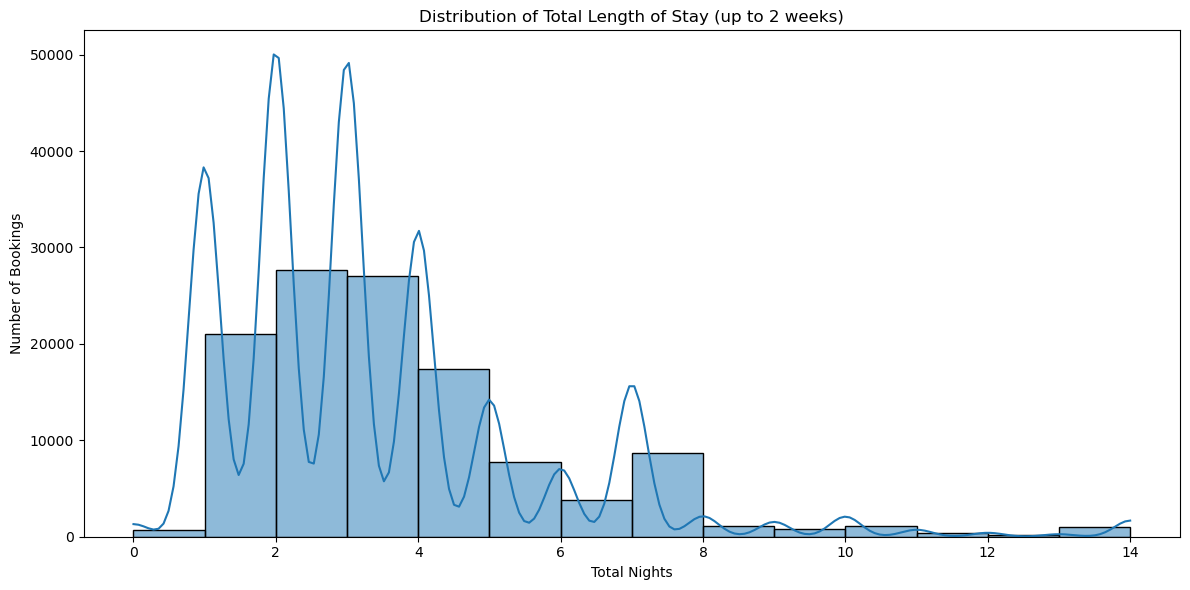 Distribution of Total Length of Stay (up to 2 weeks)
50000
40000
30000
20000
10000
0
Number of Bookings
0 2 4 6 8 10 12 14
Total Nights